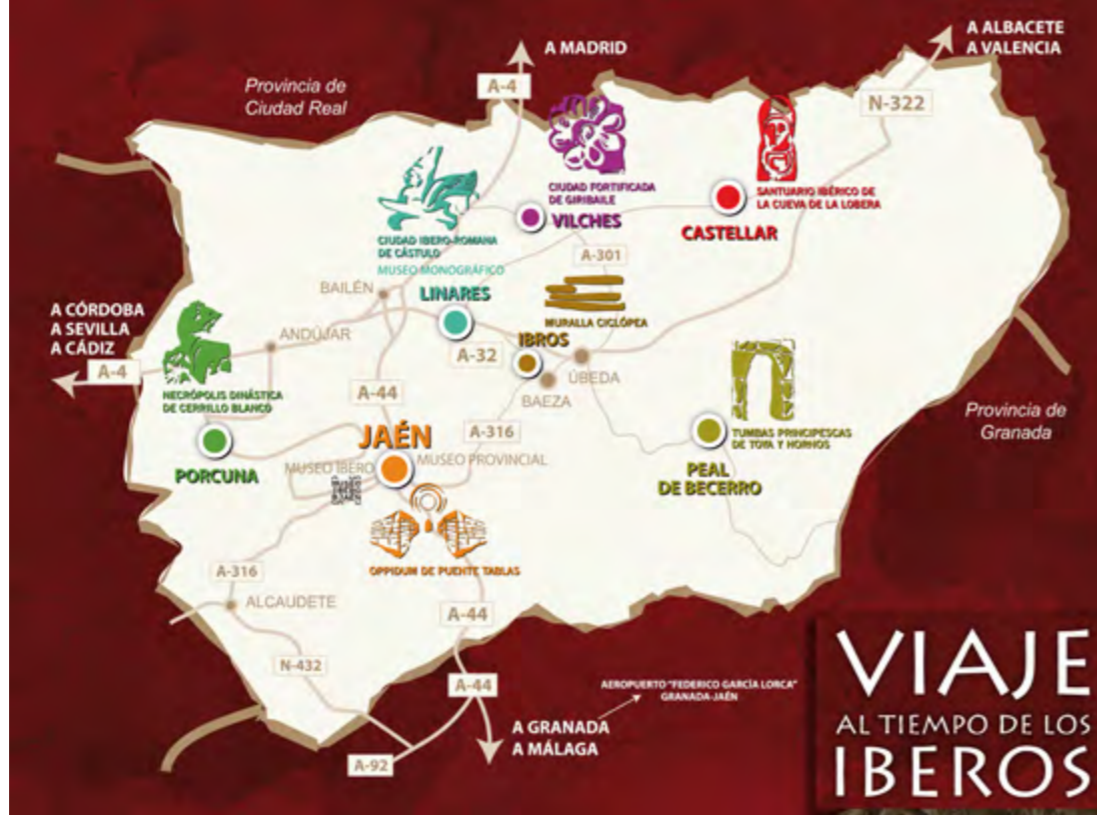 A MADRID
A ALBACETE
A VALENCIA
Provincia de
Ciudad Real
A-4
N-322
CIUDAD FORTIFICADA
DE GIRIBAILE
VILCHES
SANTUARIO IBÉRICO DE
LA CUEVA DE LA LOBERA
CASTELLAR
CIUDAD IBERO-ROMANA
DE CÁSTULO
MUSEO MONOGRÁFICO
LINARES
A-301
BAILÉN
MURALLA CICLÓPEA
IBROS
A CÓRDOBA
A SEVILLA
A CÁDIZ
A-4
ANDÚJAR
A-32
ÚBEDA
BAEZA
NECRÓPOLIS DINÁSTICA
DE CERRILLO BLANCO
PORCUNA
A-44
A-316
JAÉN
MUSEO ÍBERO
MUSEO PROVINCIAL
TUMBAS PRINCIPESCAS
DE TOYA Y HORNOS
PEAL
DE BECERRO
Provincia de
Granada
OPPIDUM DE PUENTE TABLAS
A-316
ALCAUDETE
A-44
N-432
A-44
AEROPUERTO "FEDERICO GARCÍA LORCA"
GRANADA-JAÉN
A GRANADA
A MÁLAGA
A-92
VIAJE
AL TIEMPO DE LOS
IBEROS